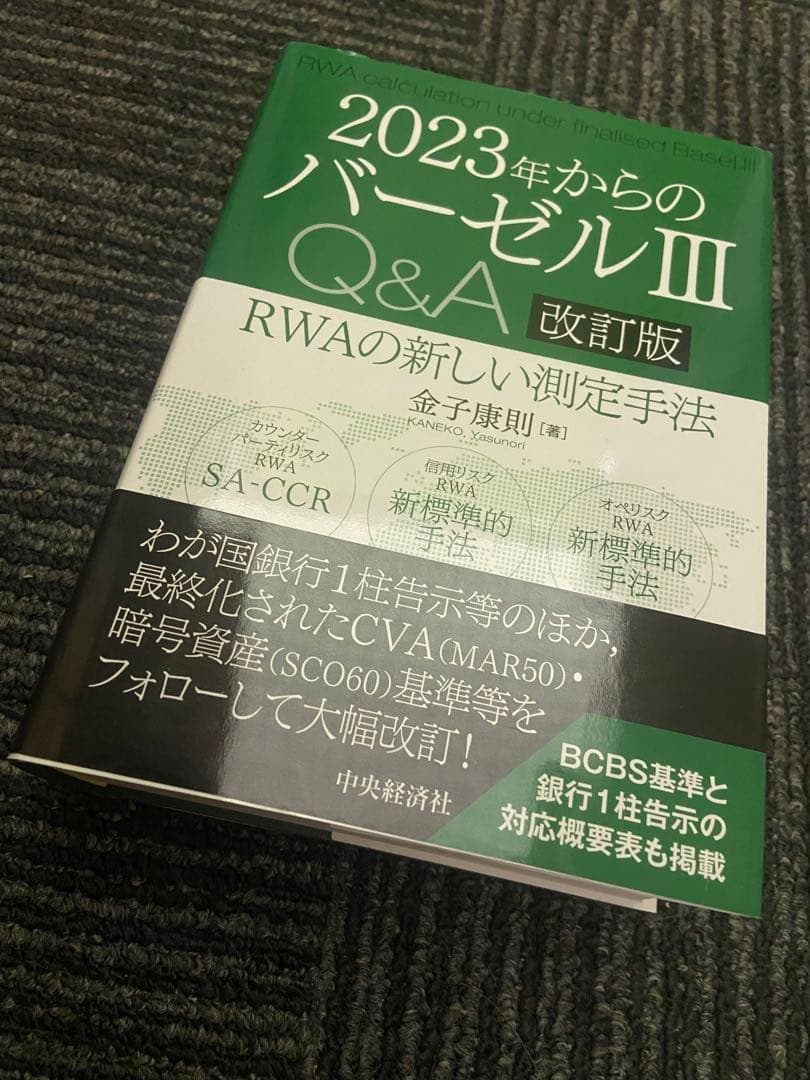 RWA calculation under finalised Basel III
2023年からの
バーゼルIII
Q&A
改訂版
RWAの新しい測定手法
金子康則[著]
KANEKO, Yasunori
カウンター
パーティリスク
RWA
SA-CCR
信用リスク
RWA
新標準的
手法
オペリスク
RWA
新標準的
手法
わが国銀行1柱告示等のほか,
最終化されたCVA(MAR50)・
暗号資産(SCO60)基準等を
フォローして大幅改訂!
中央経済社
BCBS基準と
銀行1柱告示の
対応概要表も掲載